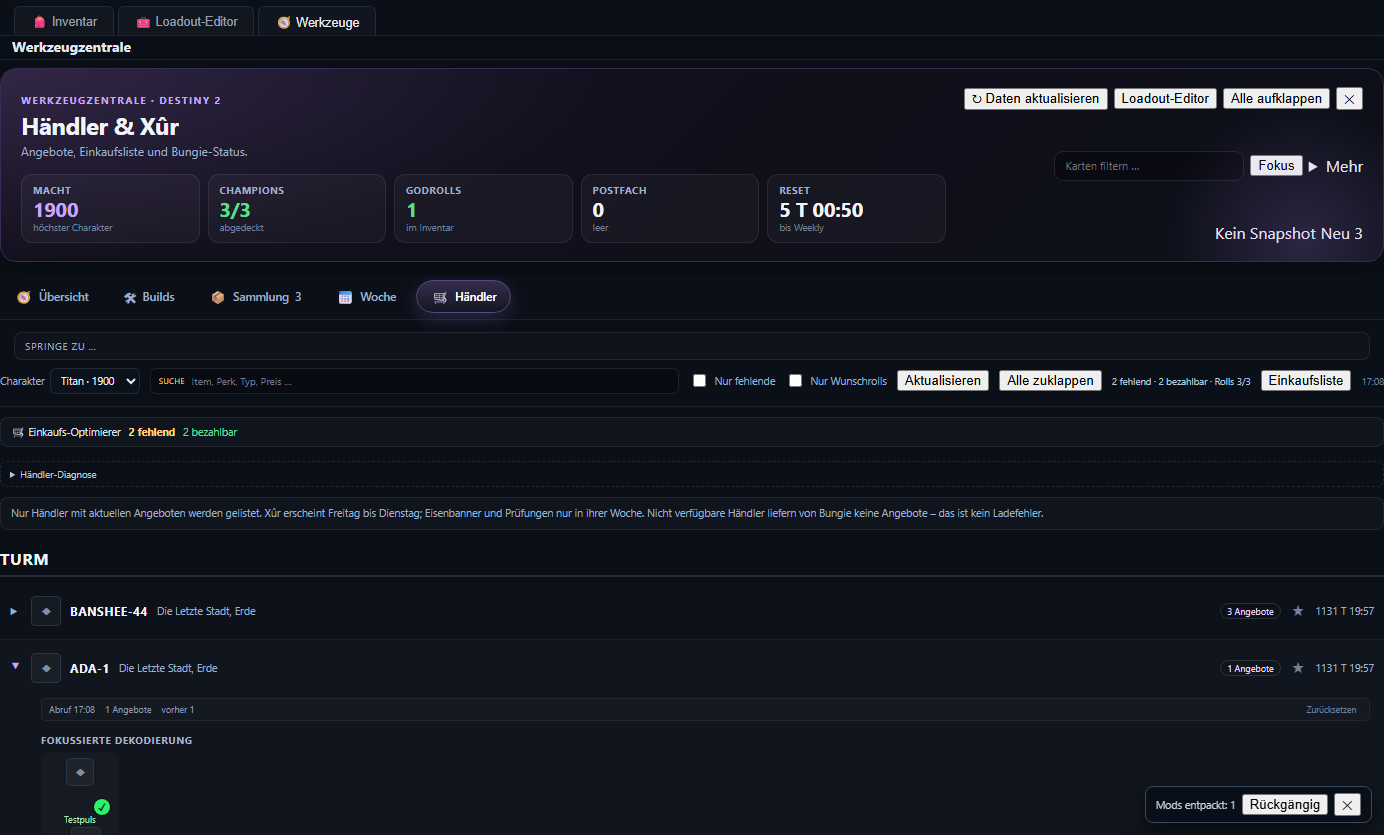 Inventar
Loadout-Editor
Werkzeuge
Werkzeugzentrale
WERKZEUGZENTRALE · DESTINY 2
Händler & Xûr
Angebote, Einkaufsliste und Bungie-Status.
↻ Daten aktualisieren
Loadout-Editor
Alle aufklappen
Karten filtern ...
Fokus
Mehr
MACHT
1900
höchster Charakter
CHAMPIONS
3/3
abgedeckt
GODROLLS
1
im Inventar
POSTFACH
0
leer
RESET
5 T 00:50
bis Weekly
Kein Snapshot Neu 3
Übersicht
Builds
Sammlung 3
Woche
Händler
SPRINGE ZU ...
Charakter
Titan · 1900
SUCHE
Item, Perk, Typ, Preis ...
Nur fehlende
Nur Wunschrolls
Aktualisieren
Alle zuklappen
2 fehlend · 2 bezahlbar · Rolls 3/3
Einkaufsliste
17:08
Einkaufs-Optimierer 2 fehlend 2 bezahlbar
Händler-Diagnose
Nur Händler mit aktuellen Angeboten werden gelistet. Xûr erscheint Freitag bis Dienstag; Eisenbanner und Prüfungen nur in ihrer Woche. Nicht verfügbare Händler liefern von Bungie keine Angebote – das ist kein Ladefehler.
TURM
BANSHEE-44 Die Letzte Stadt, Erde
3 Angebote
1131 T 19:57
ADA-1 Die Letzte Stadt, Erde
1 Angebote
1131 T 19:57
Abruf 17:08 1 Angebote vorher 1
Zurücksetzen
FOKUSSIERTE DEKODIERUNG
Testpuls
Mods entpackt: 1
Rückgängig